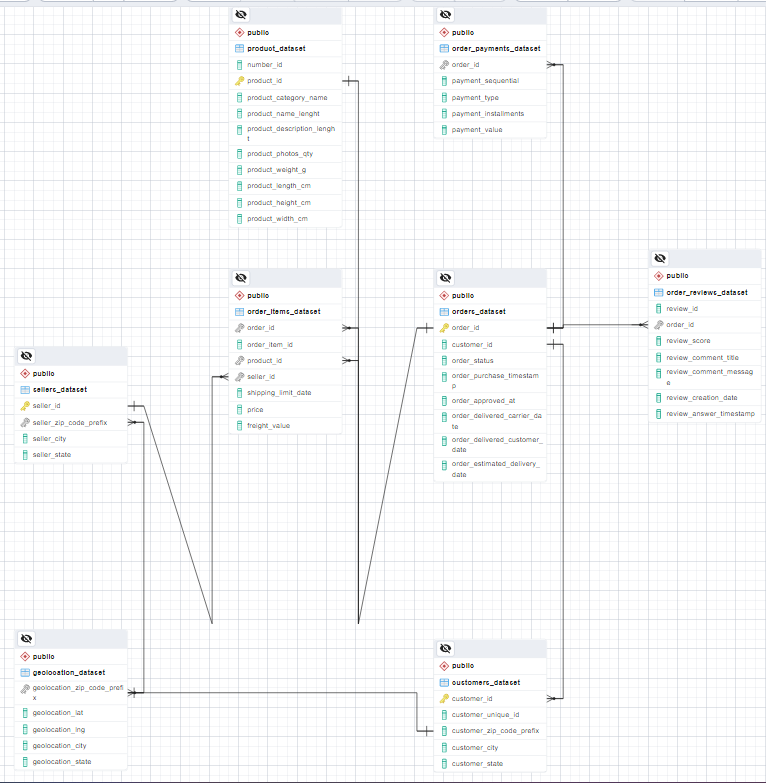 public
product_dataset
number_id
product_id
product_category_name
product_name_lenght
product_description_lengh
t
product_photos_qty
product_weight_g
product_length_cm
product_height_cm
product_width_cm
public
order_payments_dataset
order_id
payment_sequential
payment_type
payment_installments
payment_value
public
order_items_dataset
order_id
order_item_id
product_id
seller_id
shipping_limit_date
price
freight_value
public
orders_dataset
order_id
customer_id
order_status
order_purchase_timestam
p
order_approved_at
order_delivered_carrier_da
te
order_delivered_customer_
date
order_estimated_delivery_
date
public
order_reviews_dataset
review_id
order_id
review_score
review_comment_title
review_comment_messag
e
review_creation_date
review_answer_timestamp
public
sellers_dataset
seller_id
seller_zip_code_prefix
seller_city
seller_state
public
geolocation_dataset
geolocation_zip_code_prefi
x
geolocation_lat
geolocation_lng
geolocation_city
geolocation_state
public
customers_dataset
customer_id
customer_unique_id
customer_zip_code_prefix
customer_city
customer_state